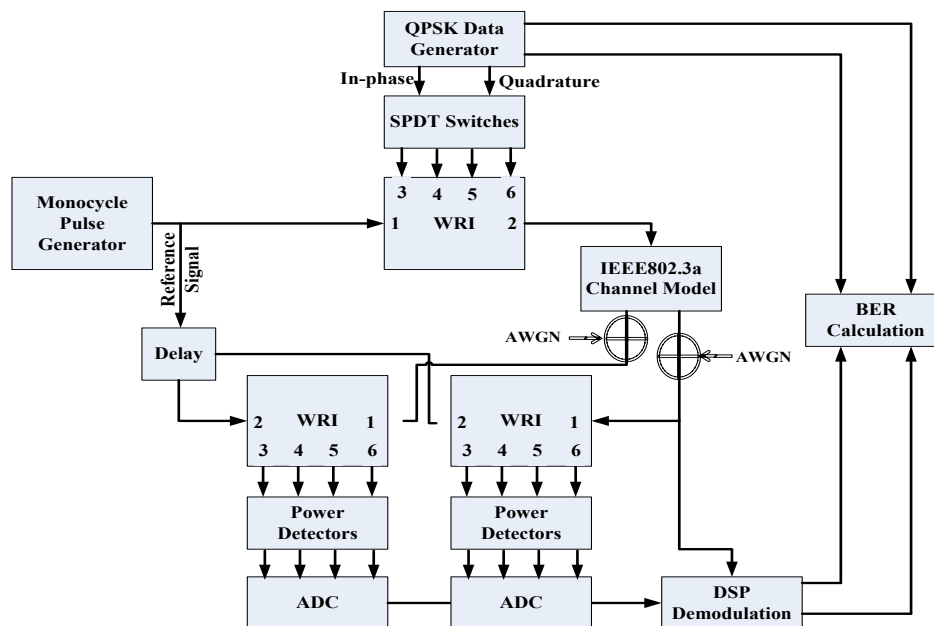 QPSK Data
Generator
In-phase
Quadrature
SPDT Switches
3 4 5 6
1 WRI 2
Monocycle
Pulse
Generator
Reference
Signal
IEEE802.3a
Channel Model
AWGN
AWGN
BER
Calculation
Delay
2 WRI 1
3 4 5 6
2 WRI 1
3 4 5 6
Power
Detectors
Power
Detectors
ADC
ADC
DSP
Demodulation